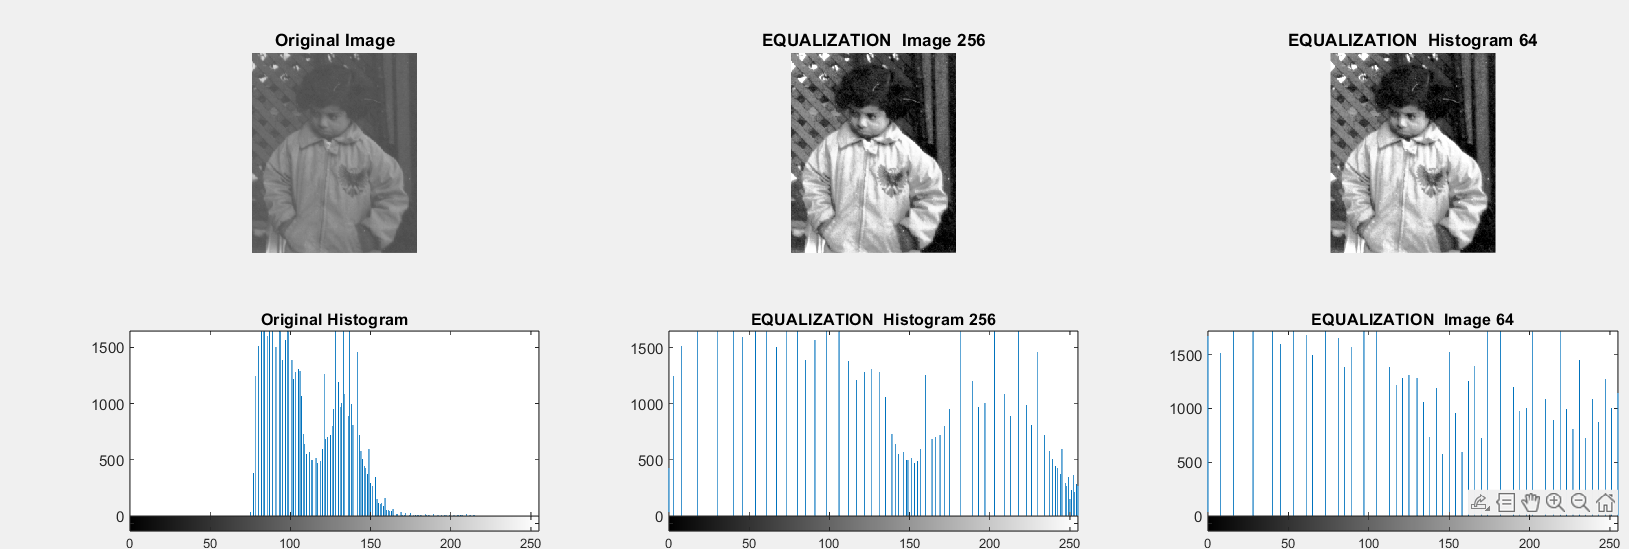 Original Image
EQUALIZATION  Image 256
EQUALIZATION  Histogram 64
Original Histogram
1500
1000
500
0
0 50 100 150 200 250
EQUALIZATION  Histogram 256
1500
1000
500
0
0 50 100 150 200 250
EQUALIZATION  Image 64
1500
1000
500
0
0 50 100 150 200 250